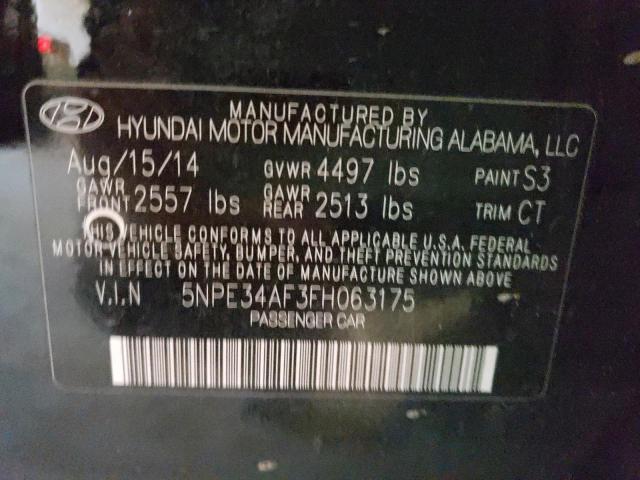 MANUFACTURED BY
HYUNDAI MOTOR MANUFACTURING ALABAMA, LLC
Aug/15/14 GVWR 4497 lbs PAINT S3
GAWR FRONT 2557 lbs GAWR REAR 2513 lbs TRIM CT
THIS VEHICLE CONFORMS TO ALL APPLICABLE U.S.A. FEDERAL
MOTOR VEHICLE SAFETY, BUMPER, AND THEFT PREVENTION STANDARDS
IN EFFECT ON THE DATE OF MANUFACTURE SHOWN ABOVE
V.I.N 5NPE34AF3FH063175
PASSENGER CAR